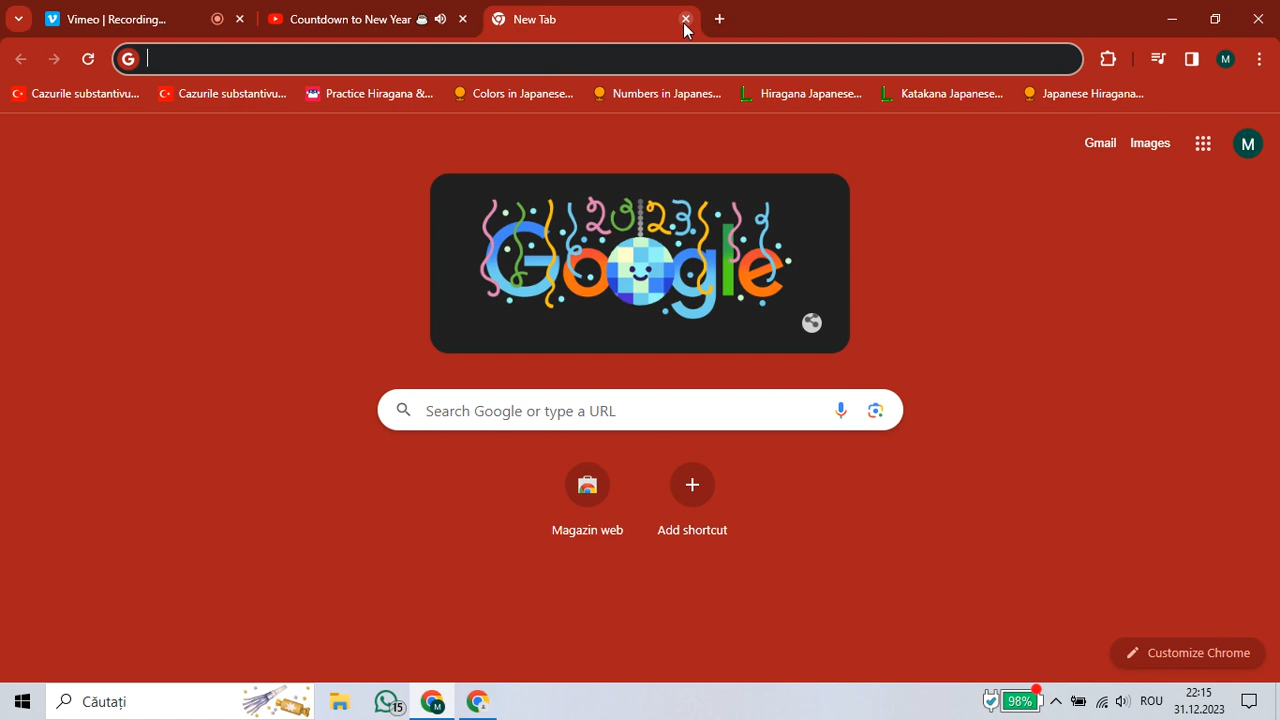 Vimeo | Recording...
Countdown to New Year
New Tab
Cazurile substantivu...
Cazurile substantivu...
Practice Hiragana &...
Colors in Japanese...
Numbers in Japanes...
Hiragana Japanese...
Katakana Japanese...
Japanese Hiragana...
Gmail
Images
M
2023
Google
Search Google or type a URL
Magazin web
Add shortcut
Customize Chrome
Căutați
15
98%
ROU
22:15
31.12.2023